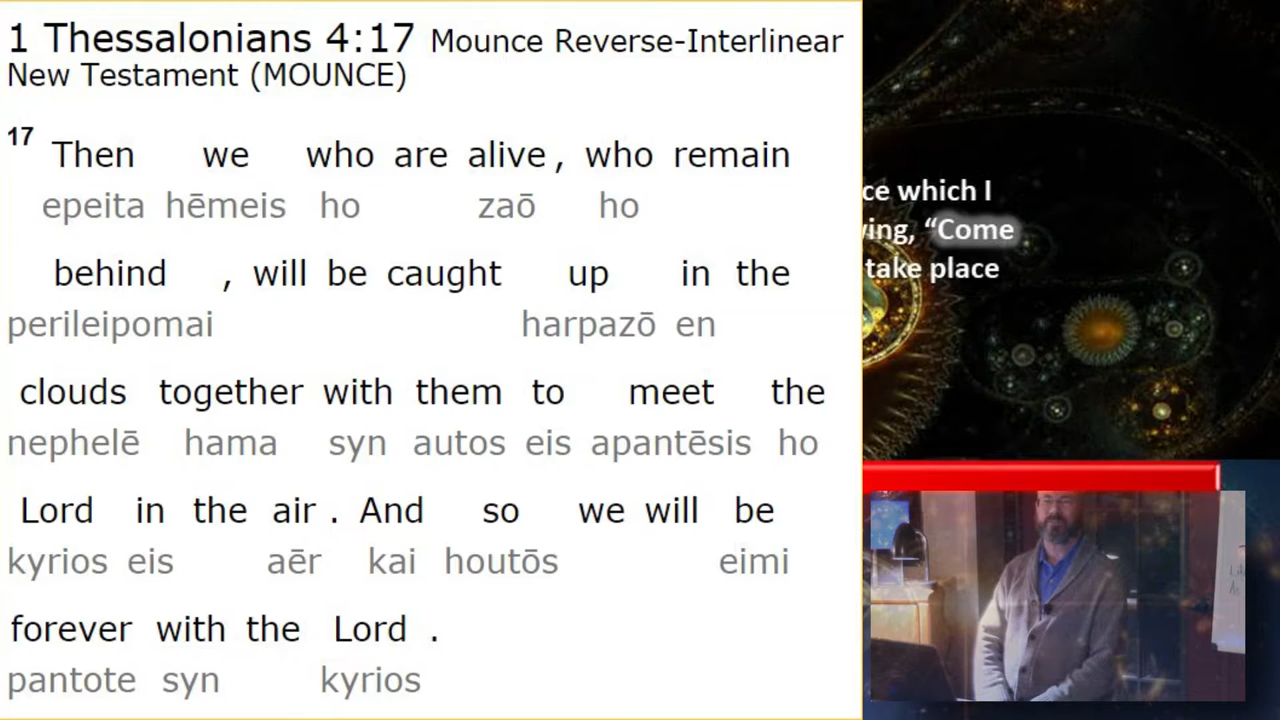 1 Thessalonians 4:17 Mounce Reverse-Interlinear
New Testament (MOUNCE)
17 Then we who are alive, who remain
epeita hēmeis ho zaō ho
behind , will be caught up in the
perileipomai harpazō en
clouds together with them to meet the
nephelē hama syn autos eis apantēsis ho
Lord in the air . And so we will be
kyrios eis aēr kai houtōs eimi
forever with the Lord .
pantote syn kyrios
which I
“Come
take place